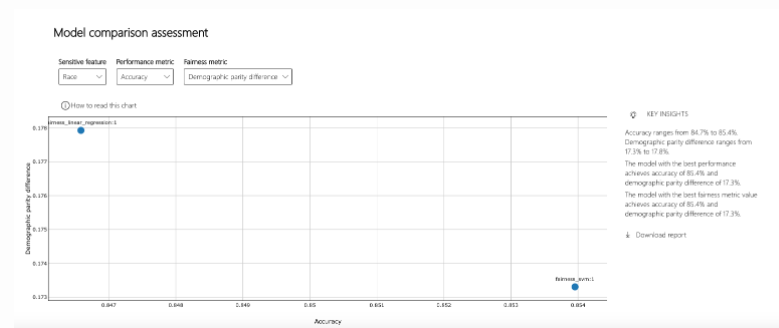 Model comparison assessment
Sensitive feature
Performance metric
Fairness metric
Race
Accuracy
Demographic parity difference
How to read this chart
KEY INSIGHTS
Accuracy ranges from 84.7% to 85.4%.
Demographic parity difference ranges from
17.3% to 17.8%.
The model with the best performance
achieves accuracy of 85.4% and
demographic parity difference of 17.3%.
The model with the best fairness metric value
achieves accuracy of 85.4% and
demographic parity difference of 17.3%.
Download report
Demographic parity difference
0.178
0.177
0.176
0.175
0.174
0.173
fairness_svm:1
0.847
0.848
0.849
0.85
0.851
0.852
0.853
0.854
Accuracy